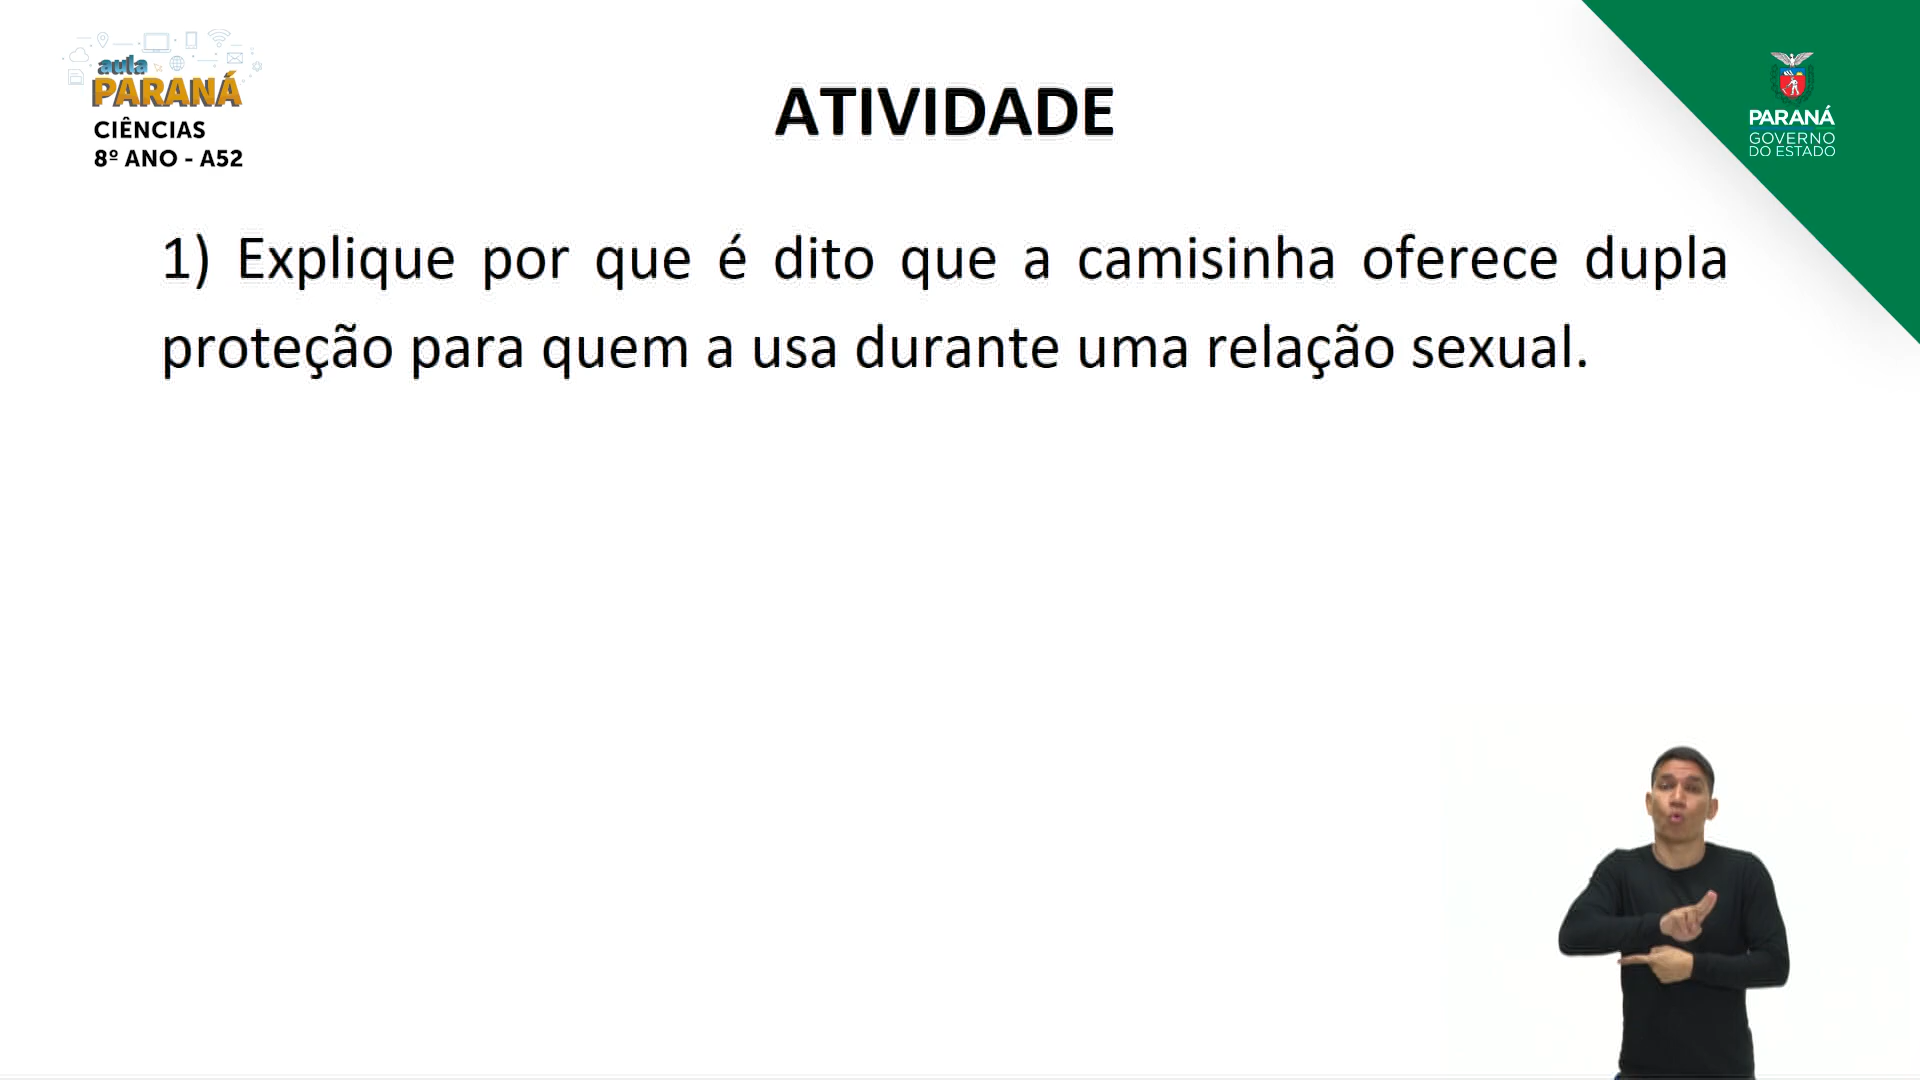 aula
PARANÁ
CIÊNCIAS
8º ANO - A52
ATIVIDADE
PARANÁ
GOVERNO
DO ESTADO
1) Explique por que é dito que a camisinha oferece dupla
proteção para quem a usa durante uma relação sexual.